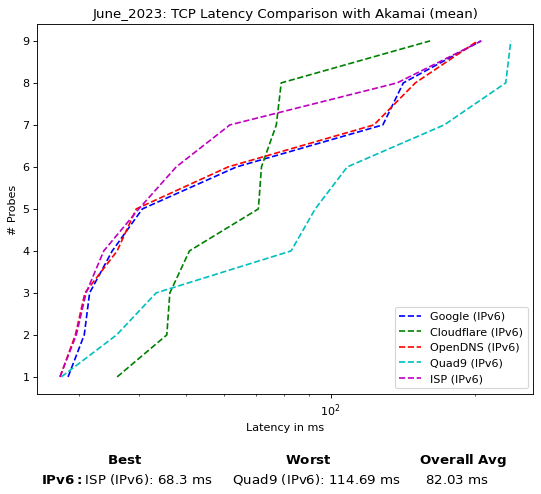 June_2023: TCP Latency Comparison with Akamai (mean)
9
8
7
6
5
4
3
2
1
# Probes
Google (IPv6)
Cloudflare (IPv6)
OpenDNS (IPv6)
Quad9 (IPv6)
ISP (IPv6)
10²
Latency in ms
Best Worst Overall Avg
IPv6: ISP (IPv6): 68.3 ms Quad9 (IPv6): 114.69 ms 82.03 ms